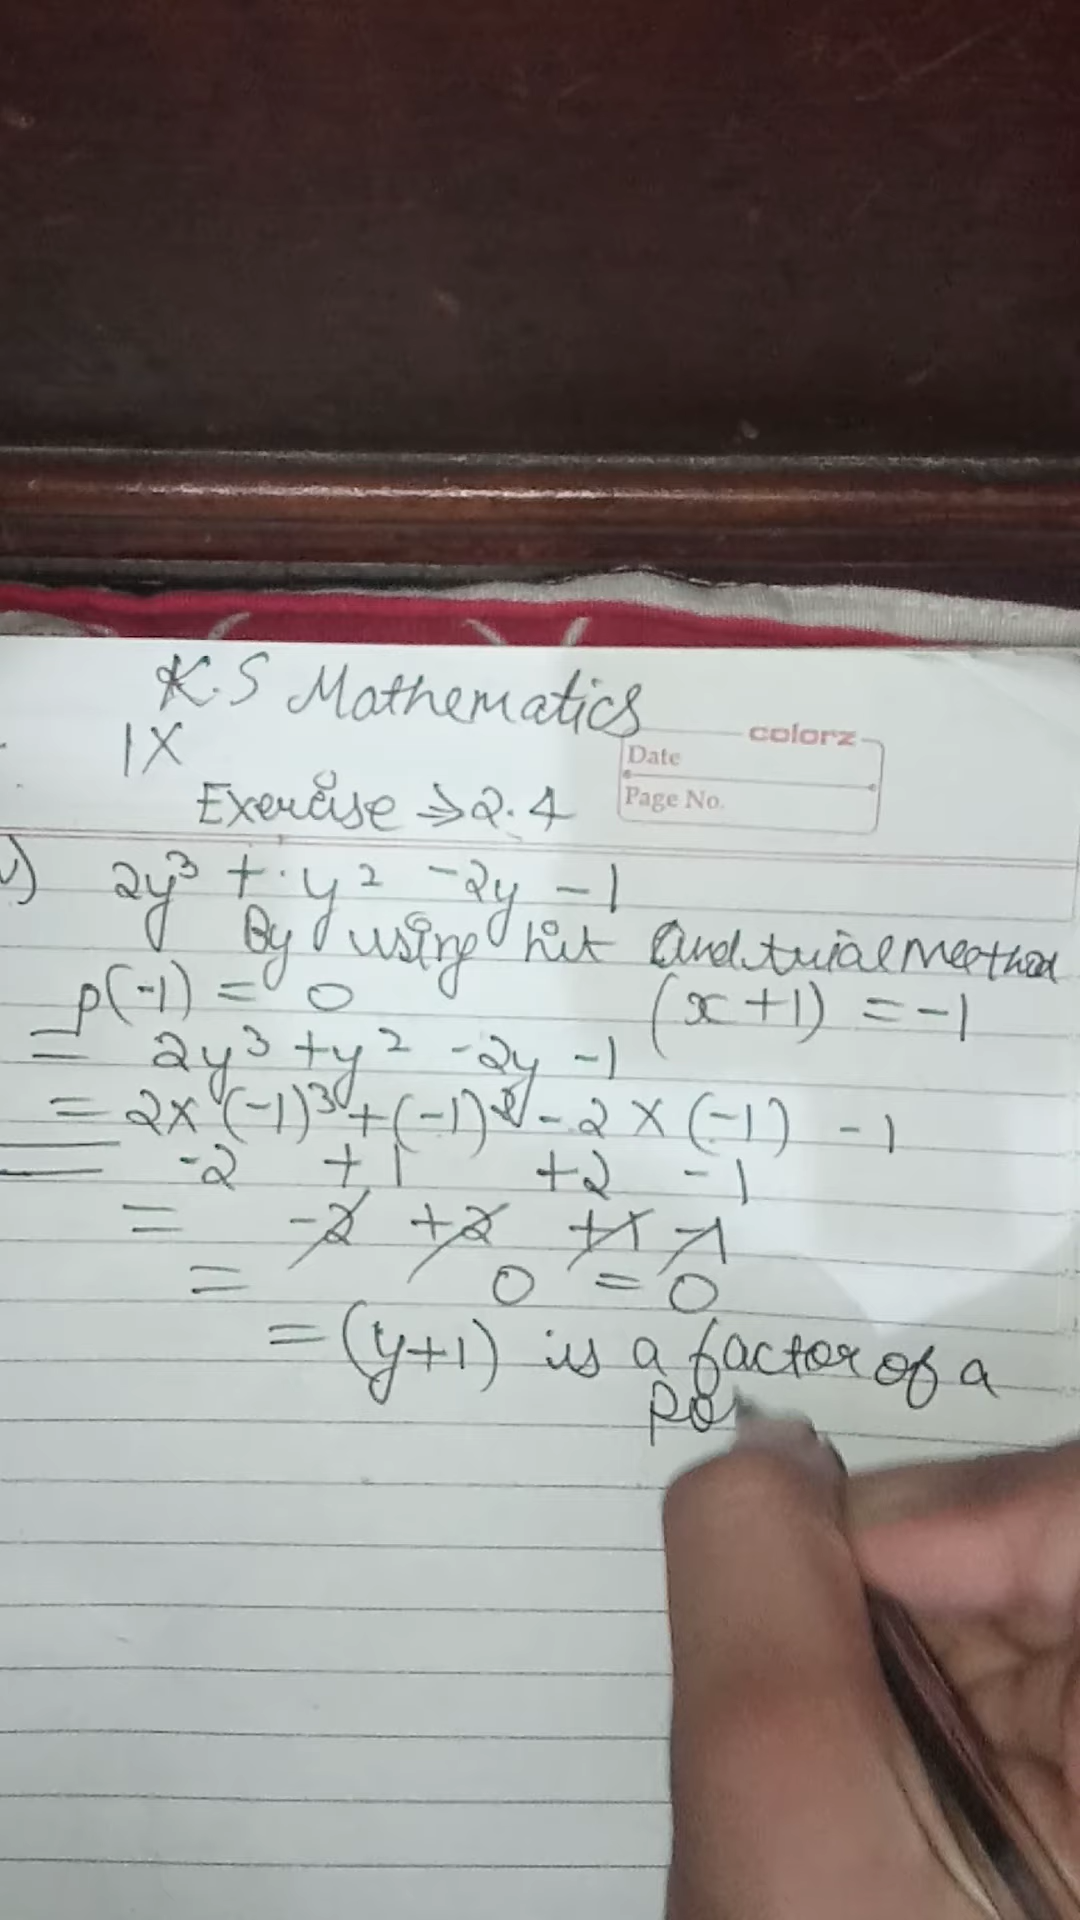 K.S Mathematics
IX
colorz
Date
Page No.
Exercise ⇒ 2.4
2y³ + y² -2y -1
By using hit and trial method
p(-1) = 0 (x+1) = -1
= 2y³ + y² -2y -1
= 2x (-1)³ + (-1)² - 2 x (-1) - 1
= -2 + 1 +2 -1
= -2 +2 +1 -1
= 0 = 0
= (y+1) is a factor of a